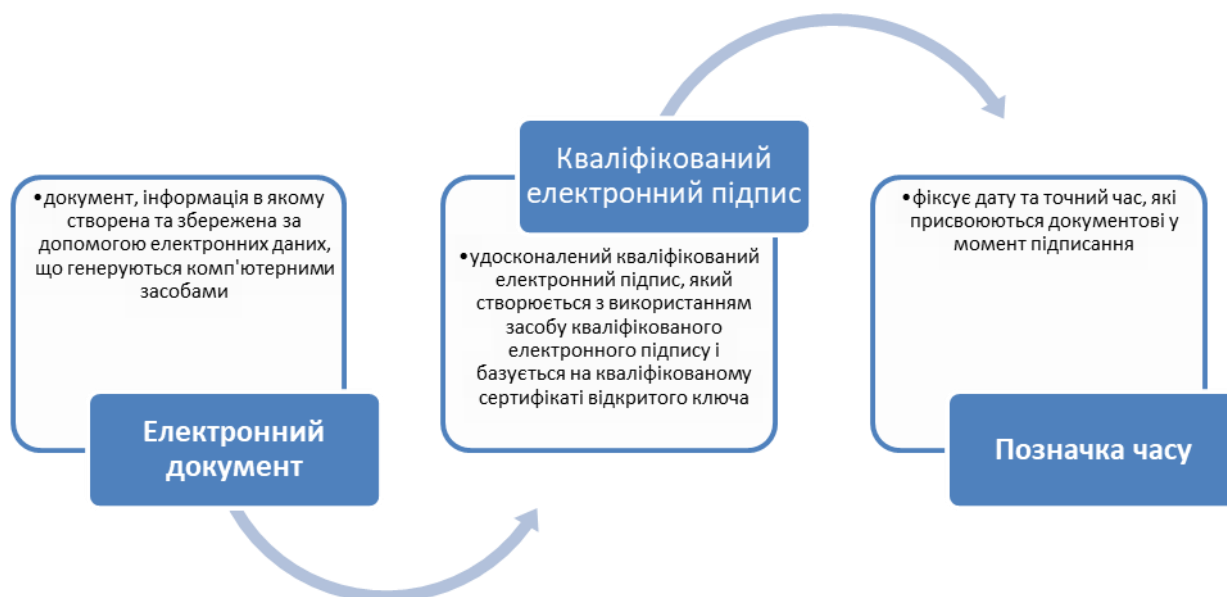 •документ, інформація в якому
створена та збережена за
допомогою електронних даних,
що генеруються комп'ютерними
засобами
Електронний
документ
Кваліфікований
електронний підпис
•удосконалений кваліфікований
електронний підпис, який
створюється з використанням
засобу кваліфікованого
електронного підпису і
базується на кваліфікованому
сертифікаті відкритого ключа
•фіксує дату та точний час, які
присвоюються документові у
момент підписання
Позначка часу